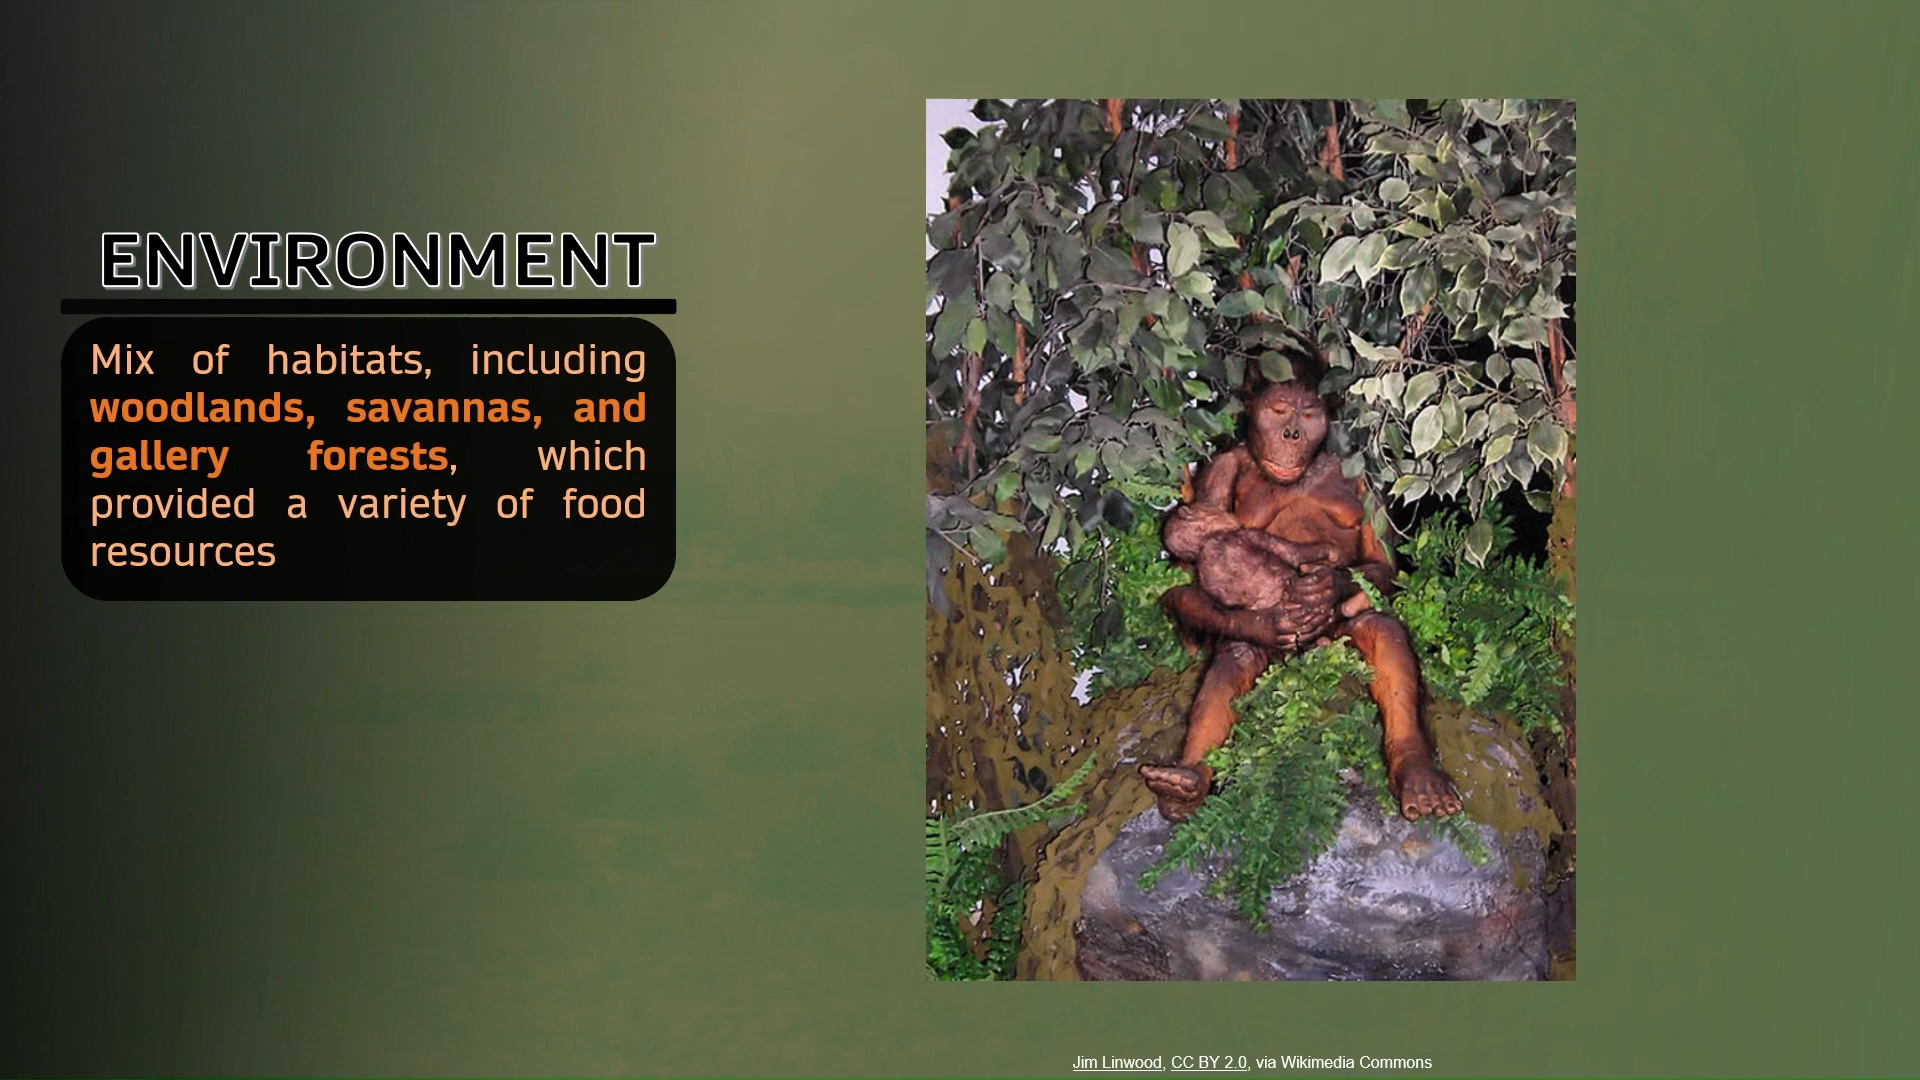 ENVIRONMENT
Mix of habitats, including
woodlands, savannas, and
gallery forests, which
provided a variety of food
resources
Jim Linwood, CC BY 2.0, via Wikimedia Commons